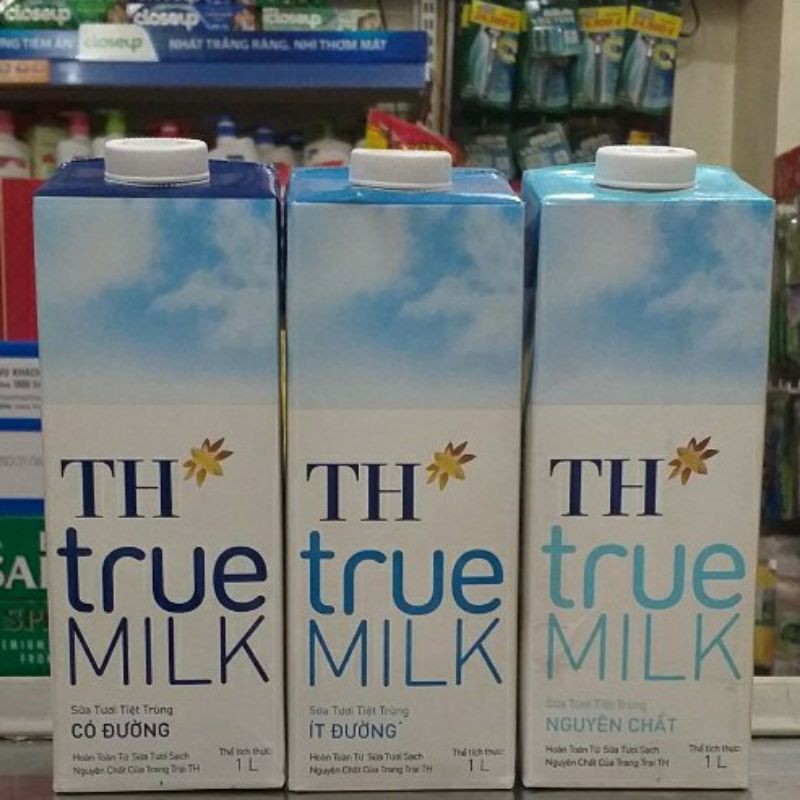 closeup
closeup
closeup
NHẤT TRẮNG RĂNG, NHÌ THƠM MÁT
TH
true
MILK
Sữa Tươi Tiệt Trùng
CÓ ĐƯỜNG
Hoàn Toàn Từ Sữa Tươi Sạch
Nguyên Chất Của Trang Trại TH
Thể tích thực:
1 L
TH
true
MILK
Sữa Tươi Tiệt Trùng
ÍT ĐƯỜNG*
Hoàn Toàn Từ Sữa Tươi Sạch
Nguyên Chất Của Trang Trại TH
Thể tích thực:
1 L
TH
true
MILK
Sữa Tươi Tiệt Trùng
NGUYÊN CHẤT
Hoàn Toàn Từ Sữa Tươi Sạch
Nguyên Chất Của Trang Trại TH
Thể tích thực:
1 L